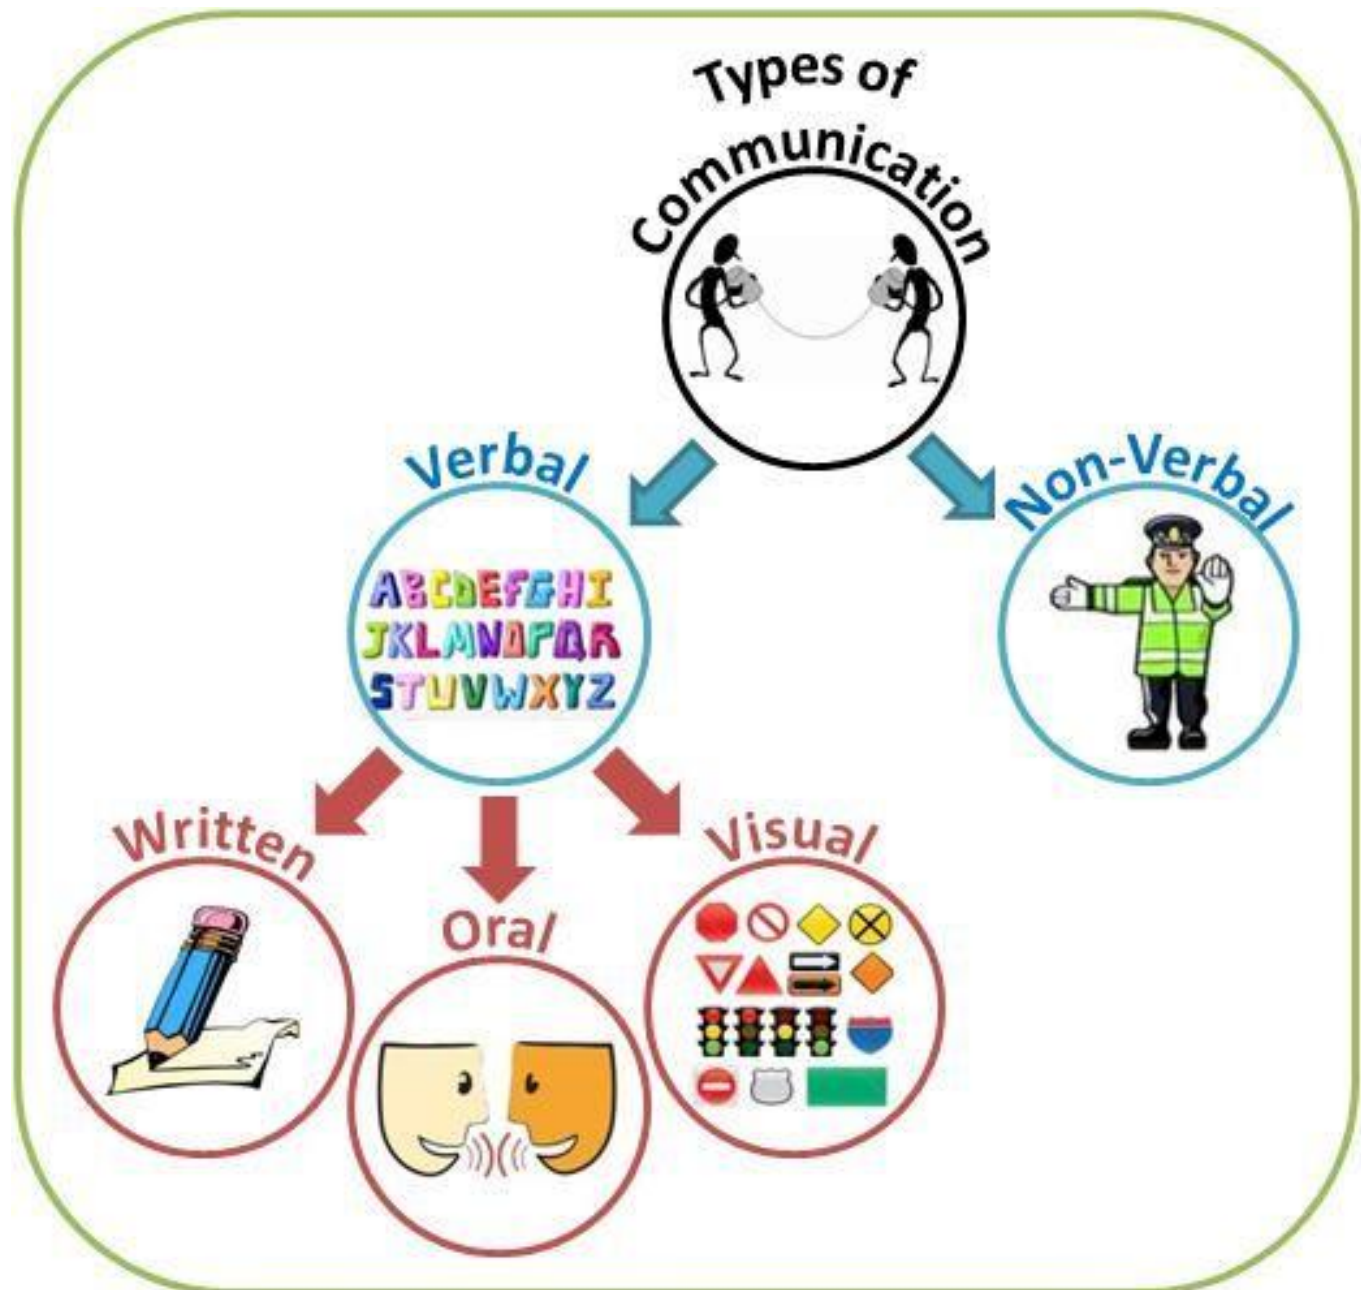 Types of
Communication
Verbal
Non-Verbal
ABCDEFGHI
JKLMNOPQR
STUVWXYZ
Written
Oral
Visual